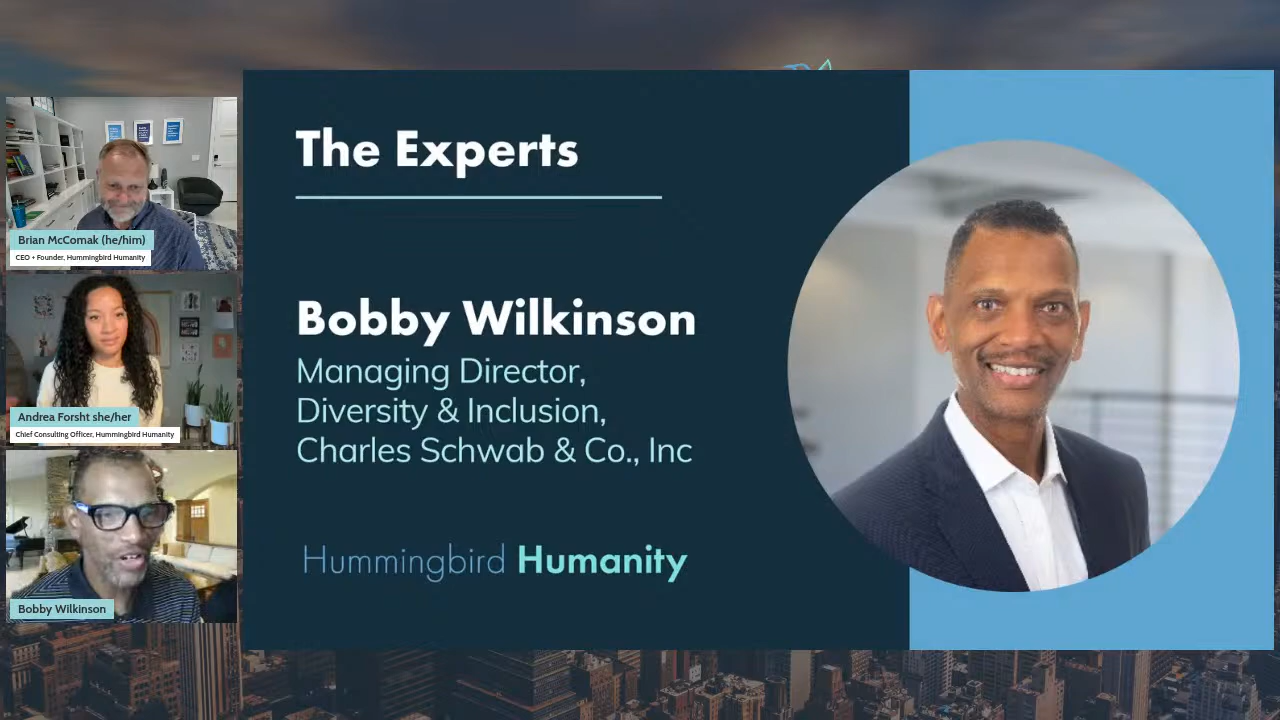 The Experts
Bobby Wilkinson
Managing Director,
Diversity & Inclusion,
Charles Schwab & Co., Inc
Hummingbird Humanity
Brian McComak (he/him)
CEO + Founder, Hummingbird Humanity
Andrea Forsht she/her
Chief Consulting Officer, Hummingbird Humanity
Bobby Wilkinson